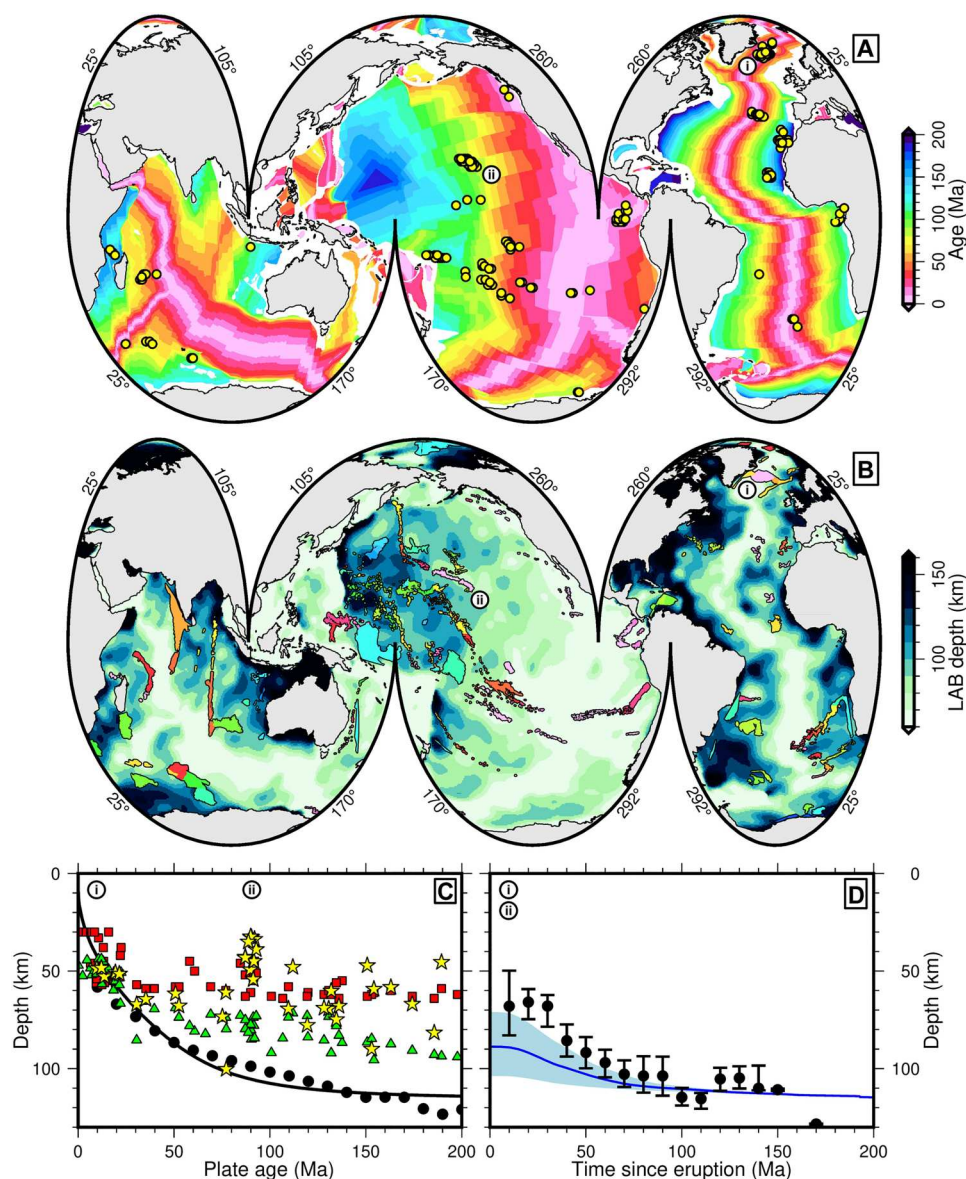 A
25°
105°
260°
260°
25°
i
ii
25°
170°
170°
292°
292°
25°
0 50 100 150 200
Age (Ma)
B
25°
105°
260°
260°
25°
i
ii
25°
170°
170°
292°
292°
25°
100 150
LAB depth (km)
i ii C
0
50
100
Depth (km)
0 50 100 150 200
Plate age (Ma)
i D
ii
0
50
100
Depth (km)
0 50 100 150 200
Time since eruption (Ma)